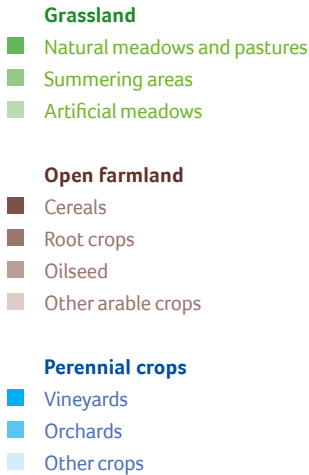 Grassland
Natural meadows and pastures
Summering areas
Artificial meadows
Open farmland
Cereals
Root crops
Oilseed
Other arable crops
Perennial crops
Vineyards
Orchards
Other crops